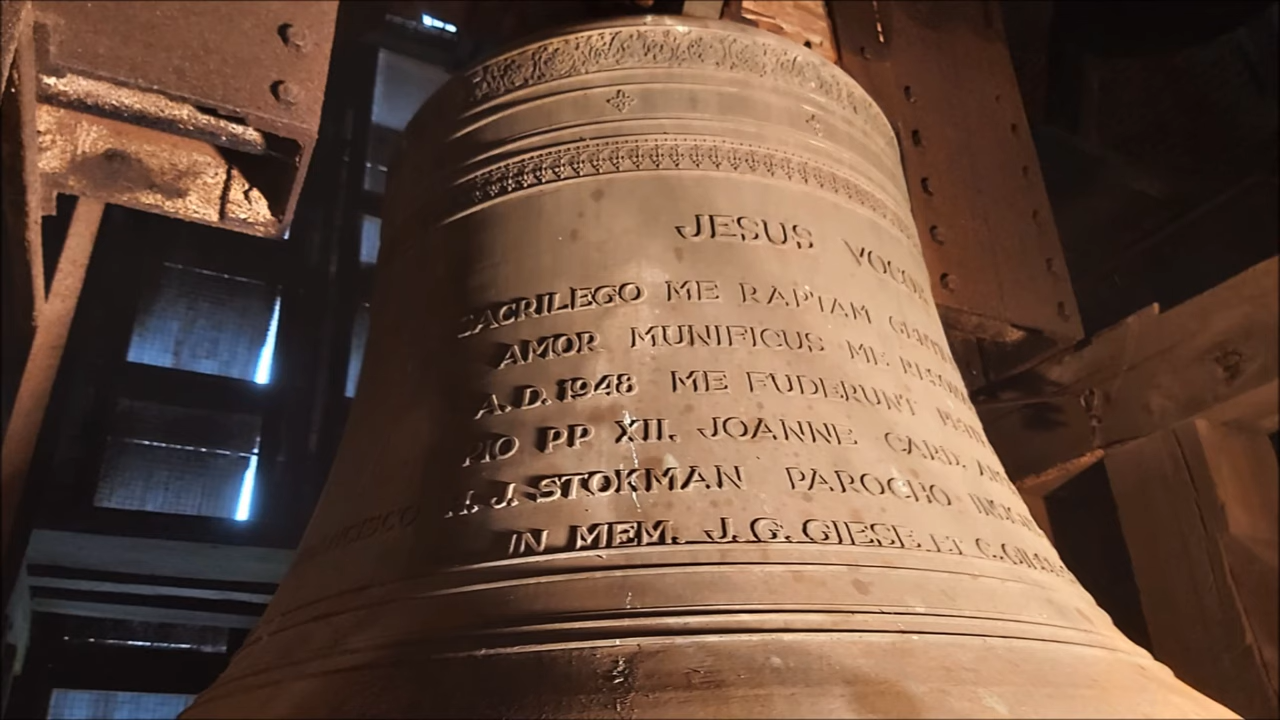 JESUS VOCOR
SACRILEGO ME RAPTAM
AMOR MUNIFICUS ME
A. D. 1948 ME FUDERUNT
PIO PP XII. JOANNE CARD.
J. STOKMAN PAROCHO
IN MEM. J. G. GIESE ET C.